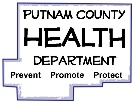 PUTNAM COUNTY
HEALTH
DEPARTMENT
Prevent Promote Protect